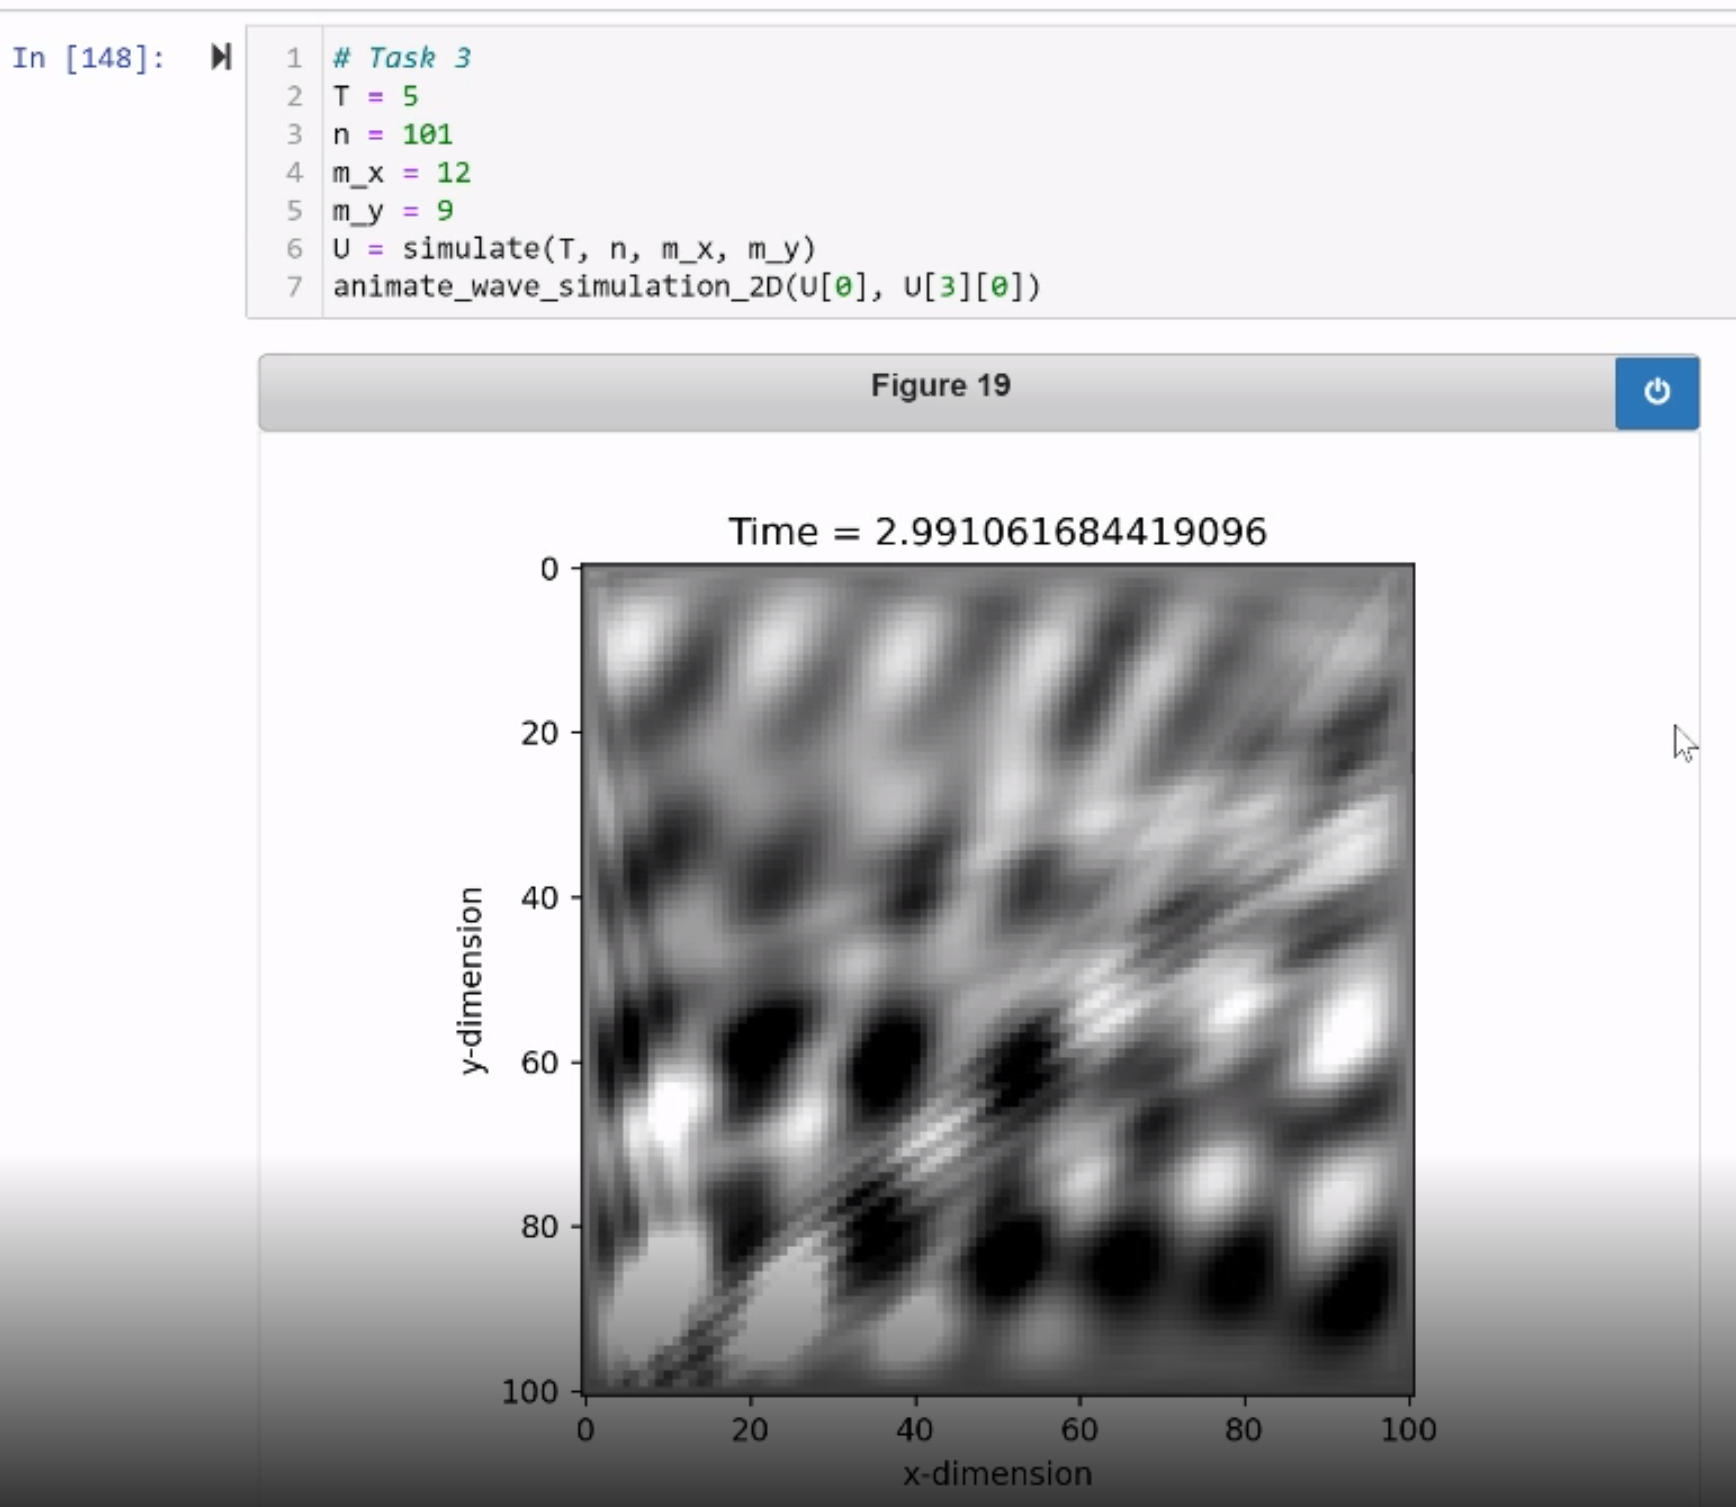 In [148]:
1 # Task 3
2 T = 5
3 n = 101
4 m_x = 12
5 m_y = 9
6 U = simulate(T, n, m_x, m_y)
7 animate_wave_simulation_2D(U[0], U[3][0])
Figure 19
Time = 2.991061684419096
0
20
40
60
80
100
y-dimension
0 20 40 60 80 100
x-dimension